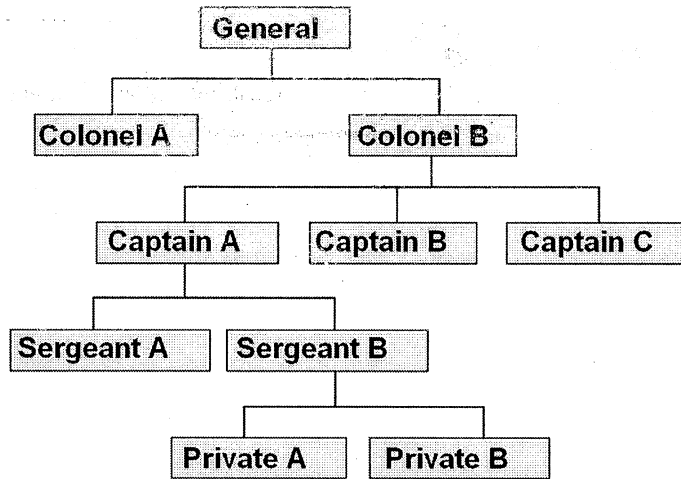 General
Colonel A
Colonel B
Captain A
Captain B
Captain C
Sergeant A
Sergeant B
Private A
Private B